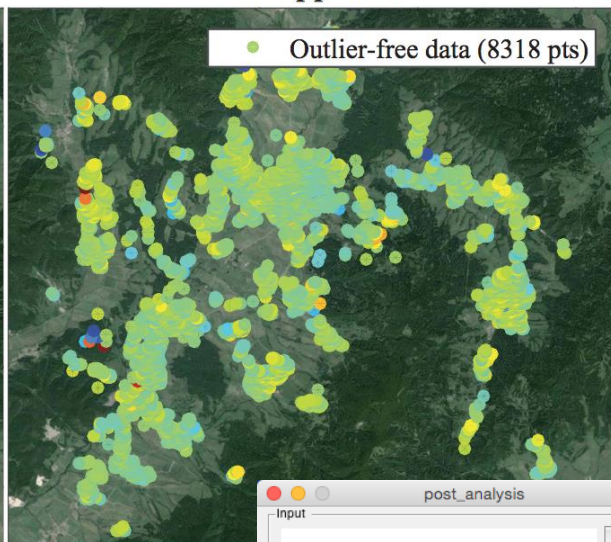 Outlier-free data (8318 pts)
post_analysis
Input